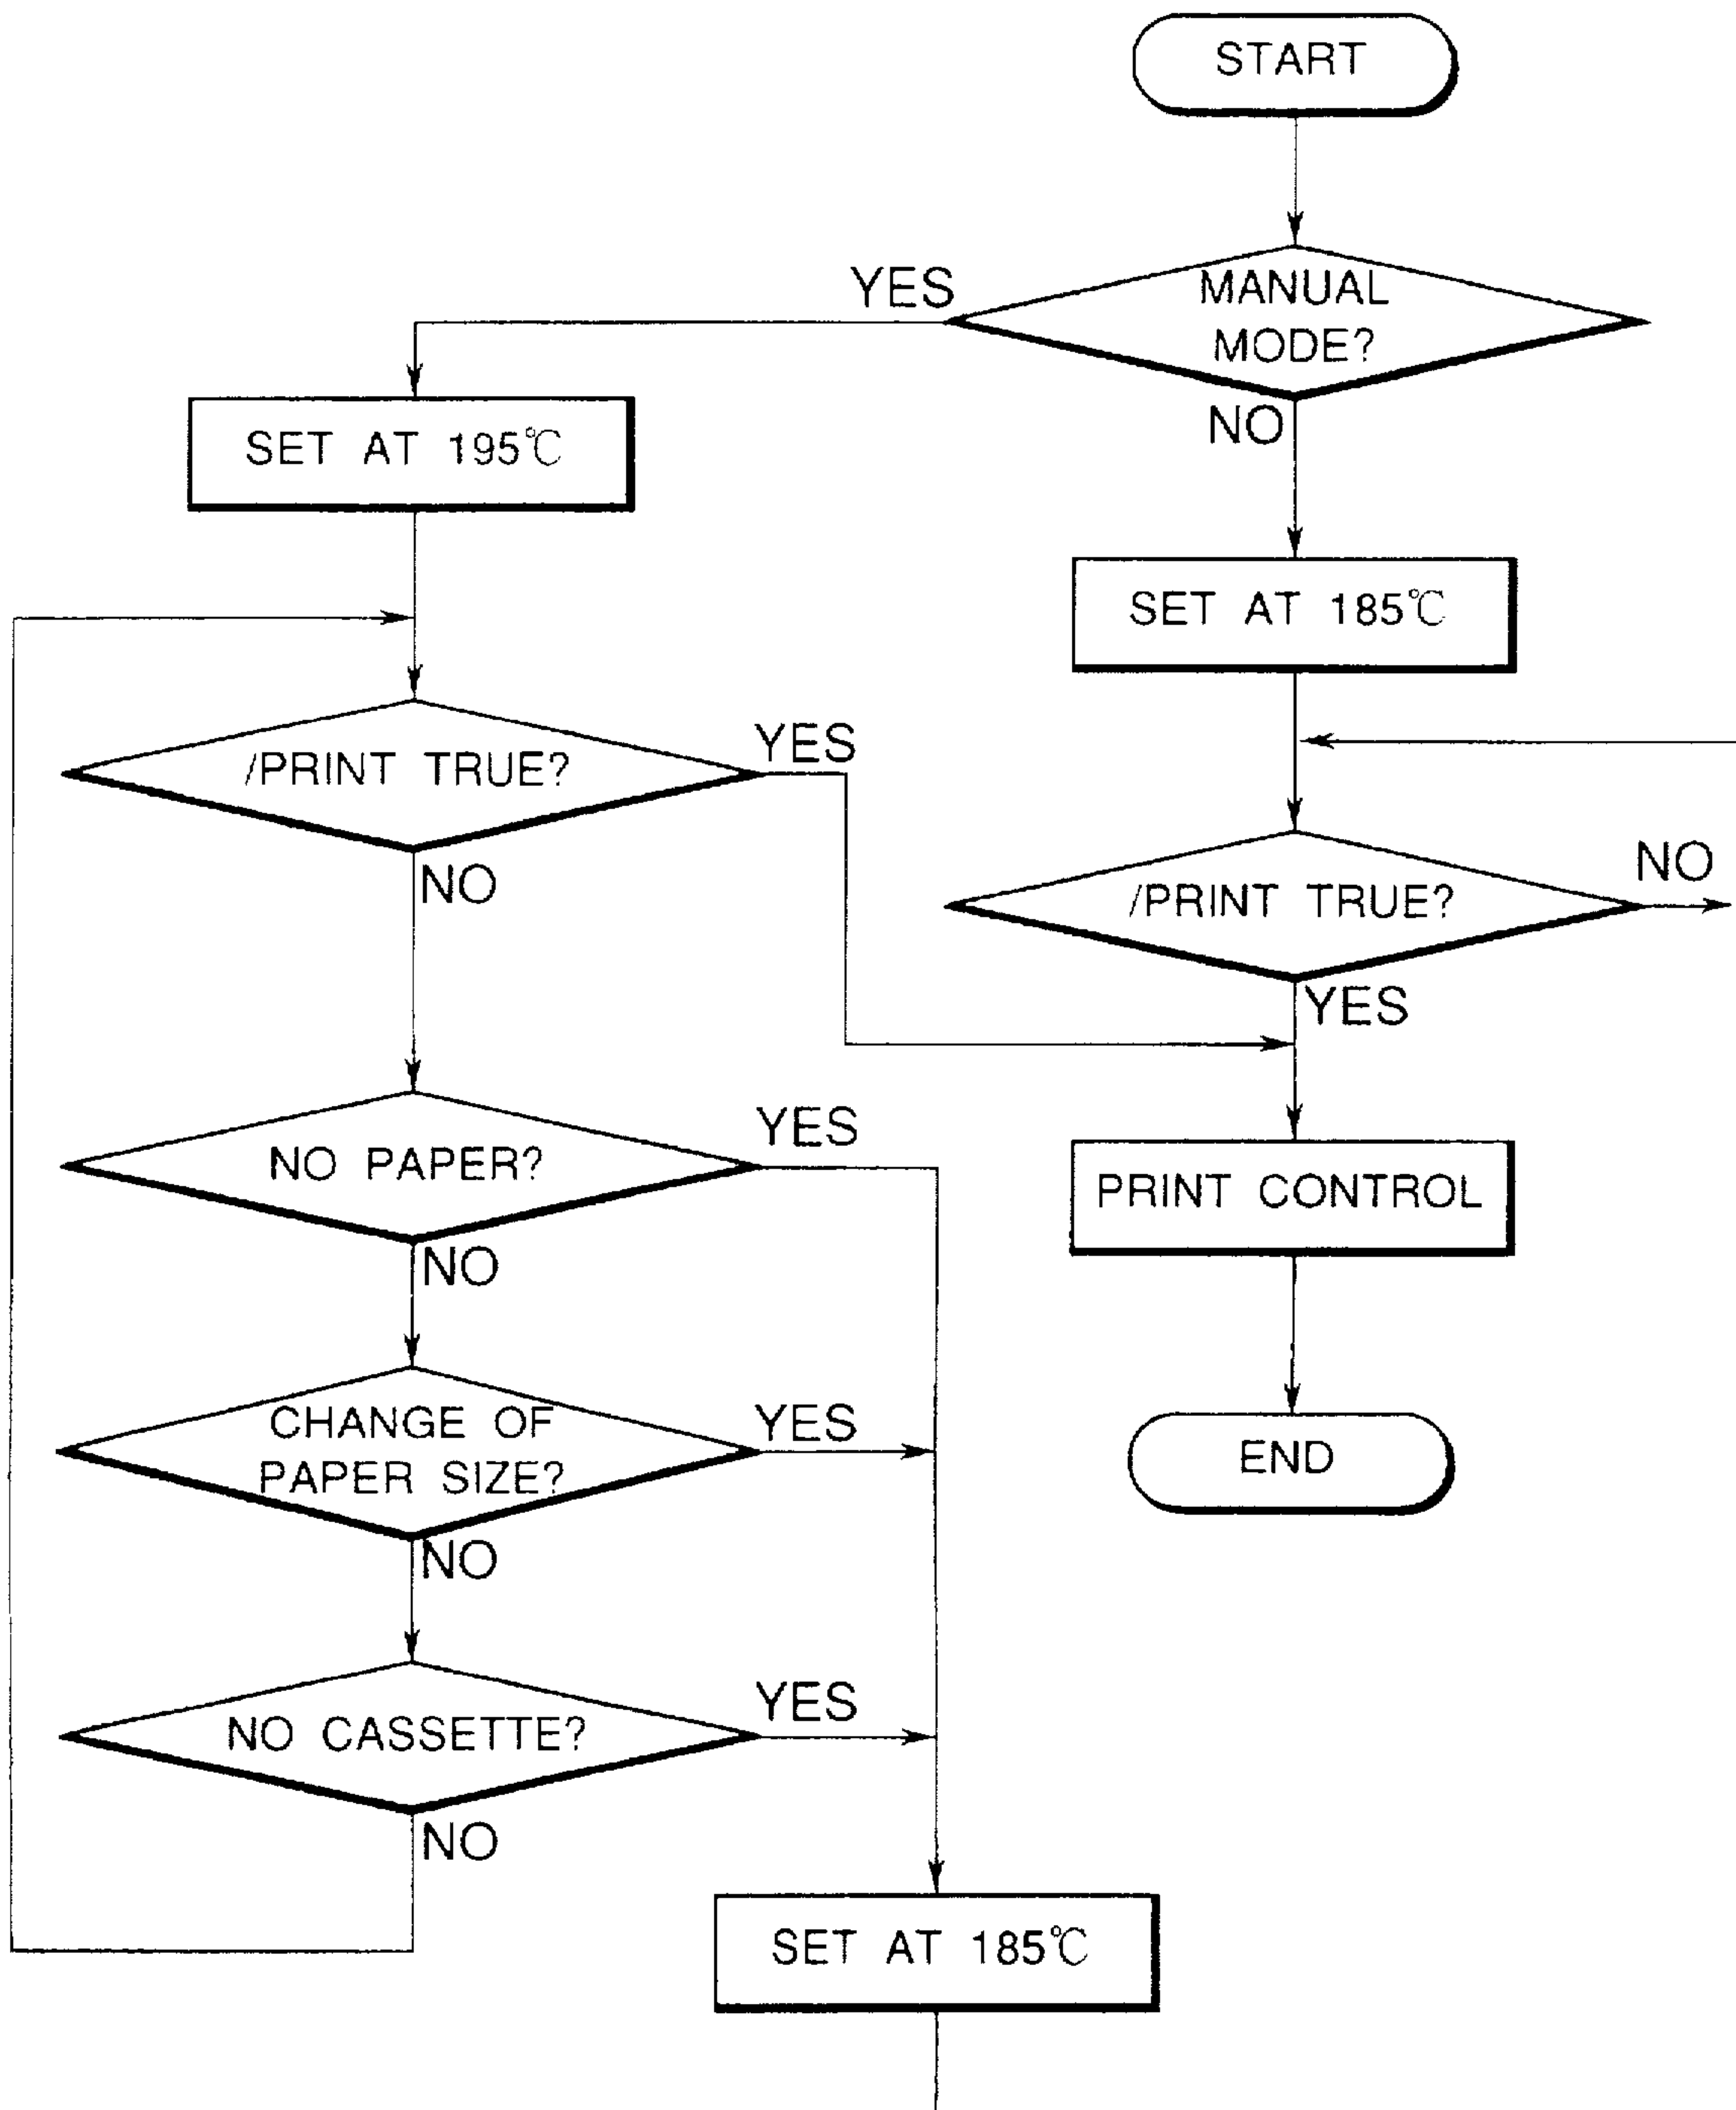 START
MANUAL
MODE?
YES
NO
SET AT 195℃
SET AT 185℃
/PRINT TRUE?
YES
NO
/PRINT TRUE?
NO
YES
NO PAPER?
YES
NO
PRINT CONTROL
CHANGE OF
PAPER SIZE?
YES
NO
END
NO CASSETTE?
YES
NO
SET AT 185℃